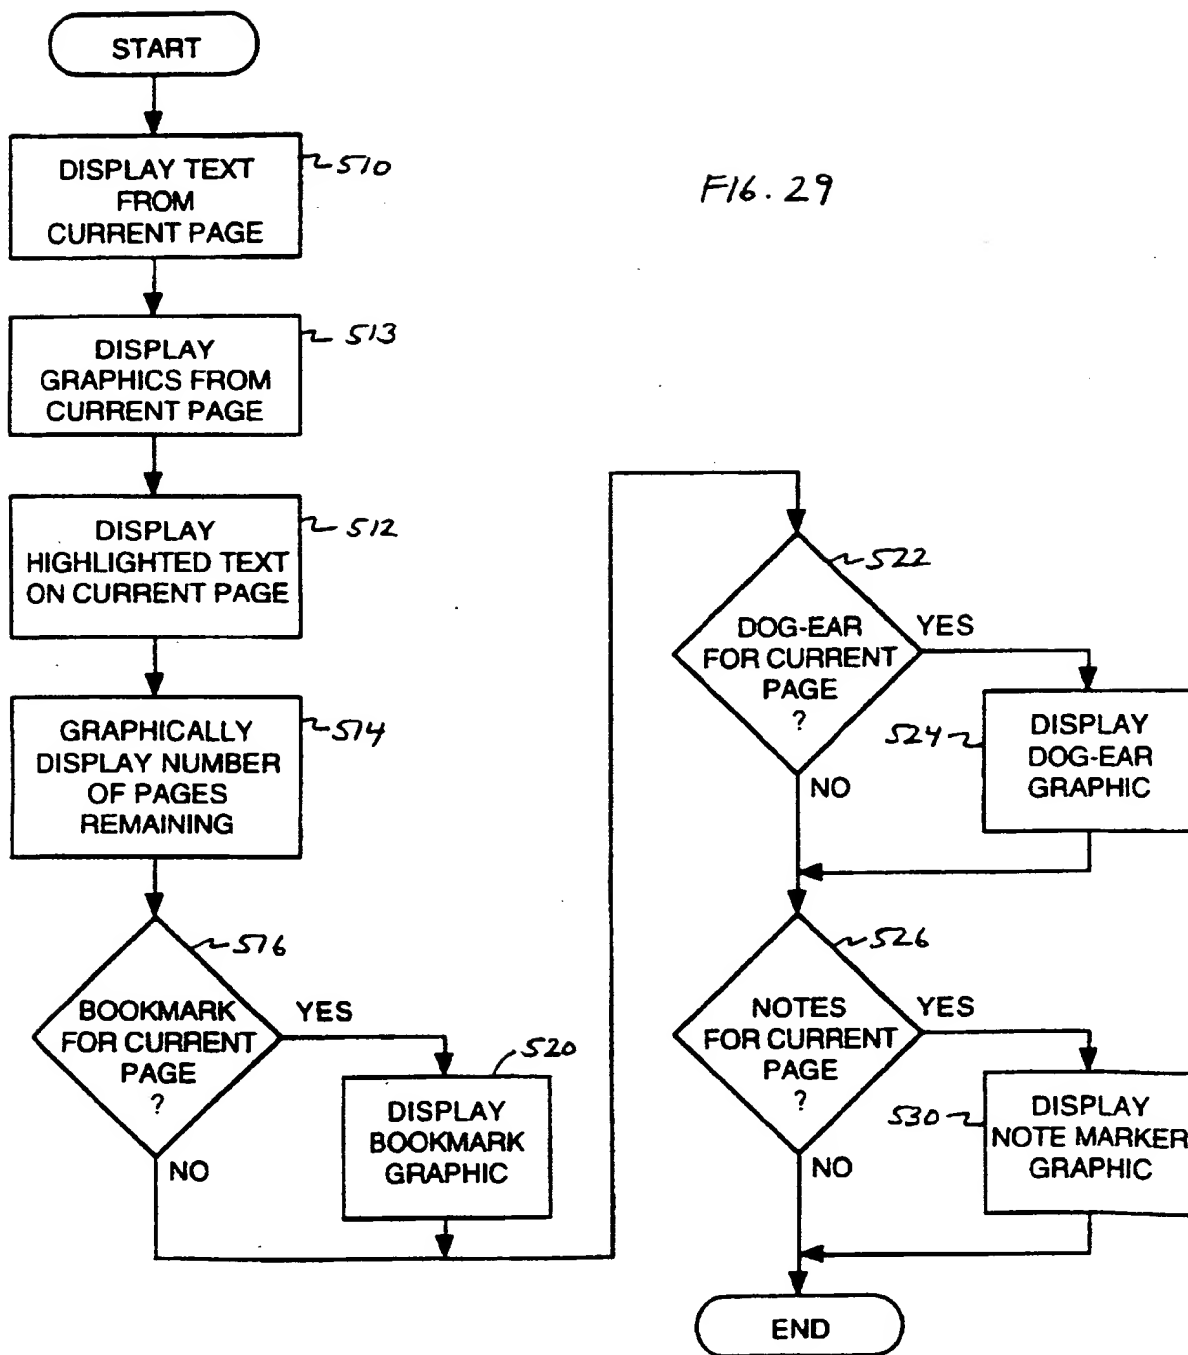 START
DISPLAY TEXT
FROM
CURRENT PAGE
510
FIG. 29
DISPLAY
GRAPHICS FROM
CURRENT PAGE
513
DISPLAY
HIGHLIGHTED TEXT
ON CURRENT PAGE
512
GRAPHICALLY
DISPLAY NUMBER
OF PAGES
REMAINING
514
BOOKMARK
FOR CURRENT
PAGE
?
516
YES
NO
DISPLAY
BOOKMARK
GRAPHIC
520
DOG-EAR
FOR CURRENT
PAGE
?
522
YES
NO
DISPLAY
DOG-EAR
GRAPHIC
524
NOTES
FOR CURRENT
PAGE
?
526
YES
NO
DISPLAY
NOTE MARKER
GRAPHIC
530
END